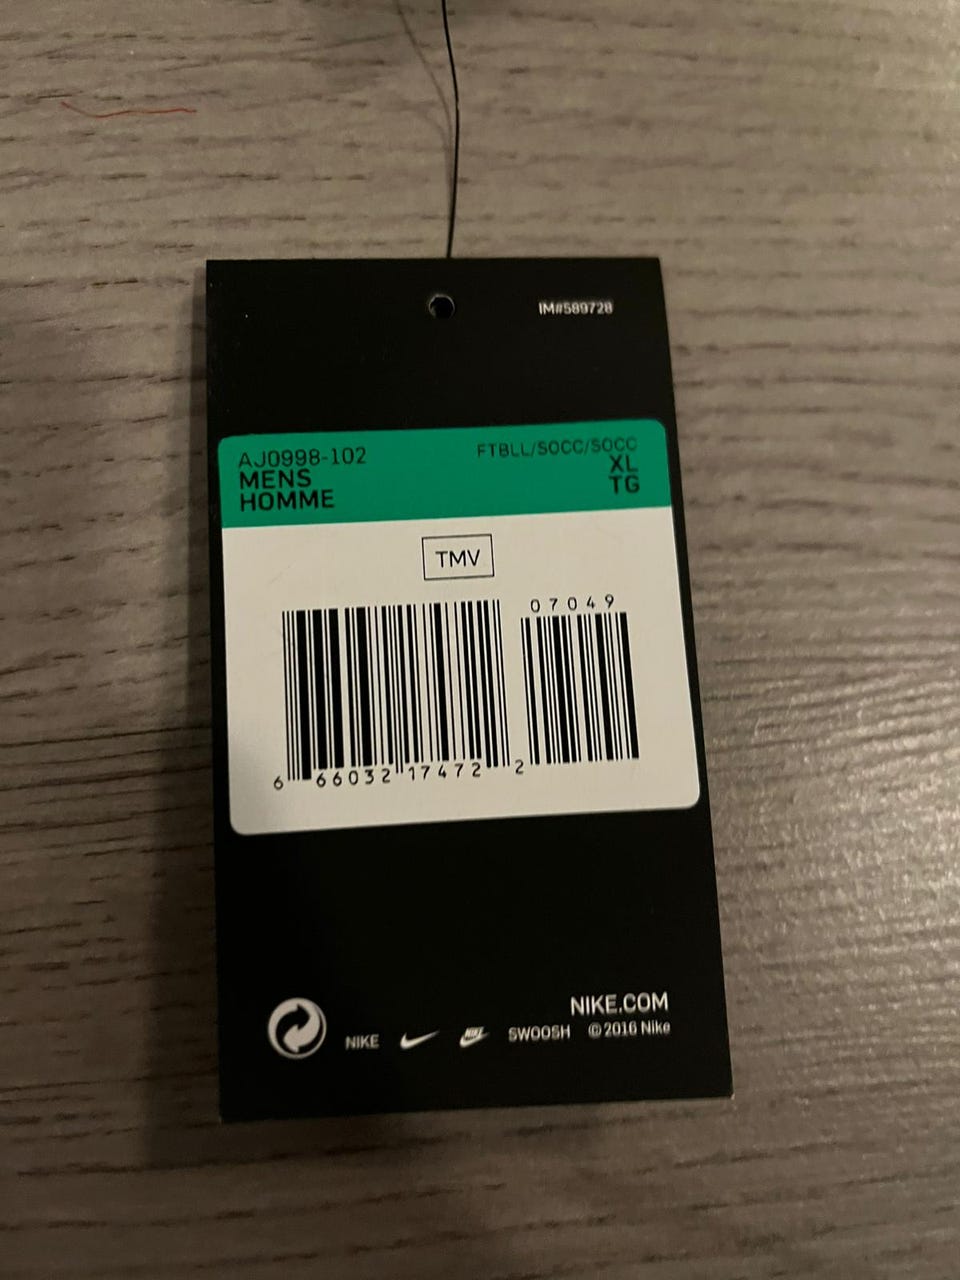 IM#589728
AJ0998-102 FTBLL/SOCC/SOCC
MENS XL
HOMME TG
TMV
07049
6 66032 17472 2
NIKE.COM
NIKE NIKE SWOOSH ©2016 Nike